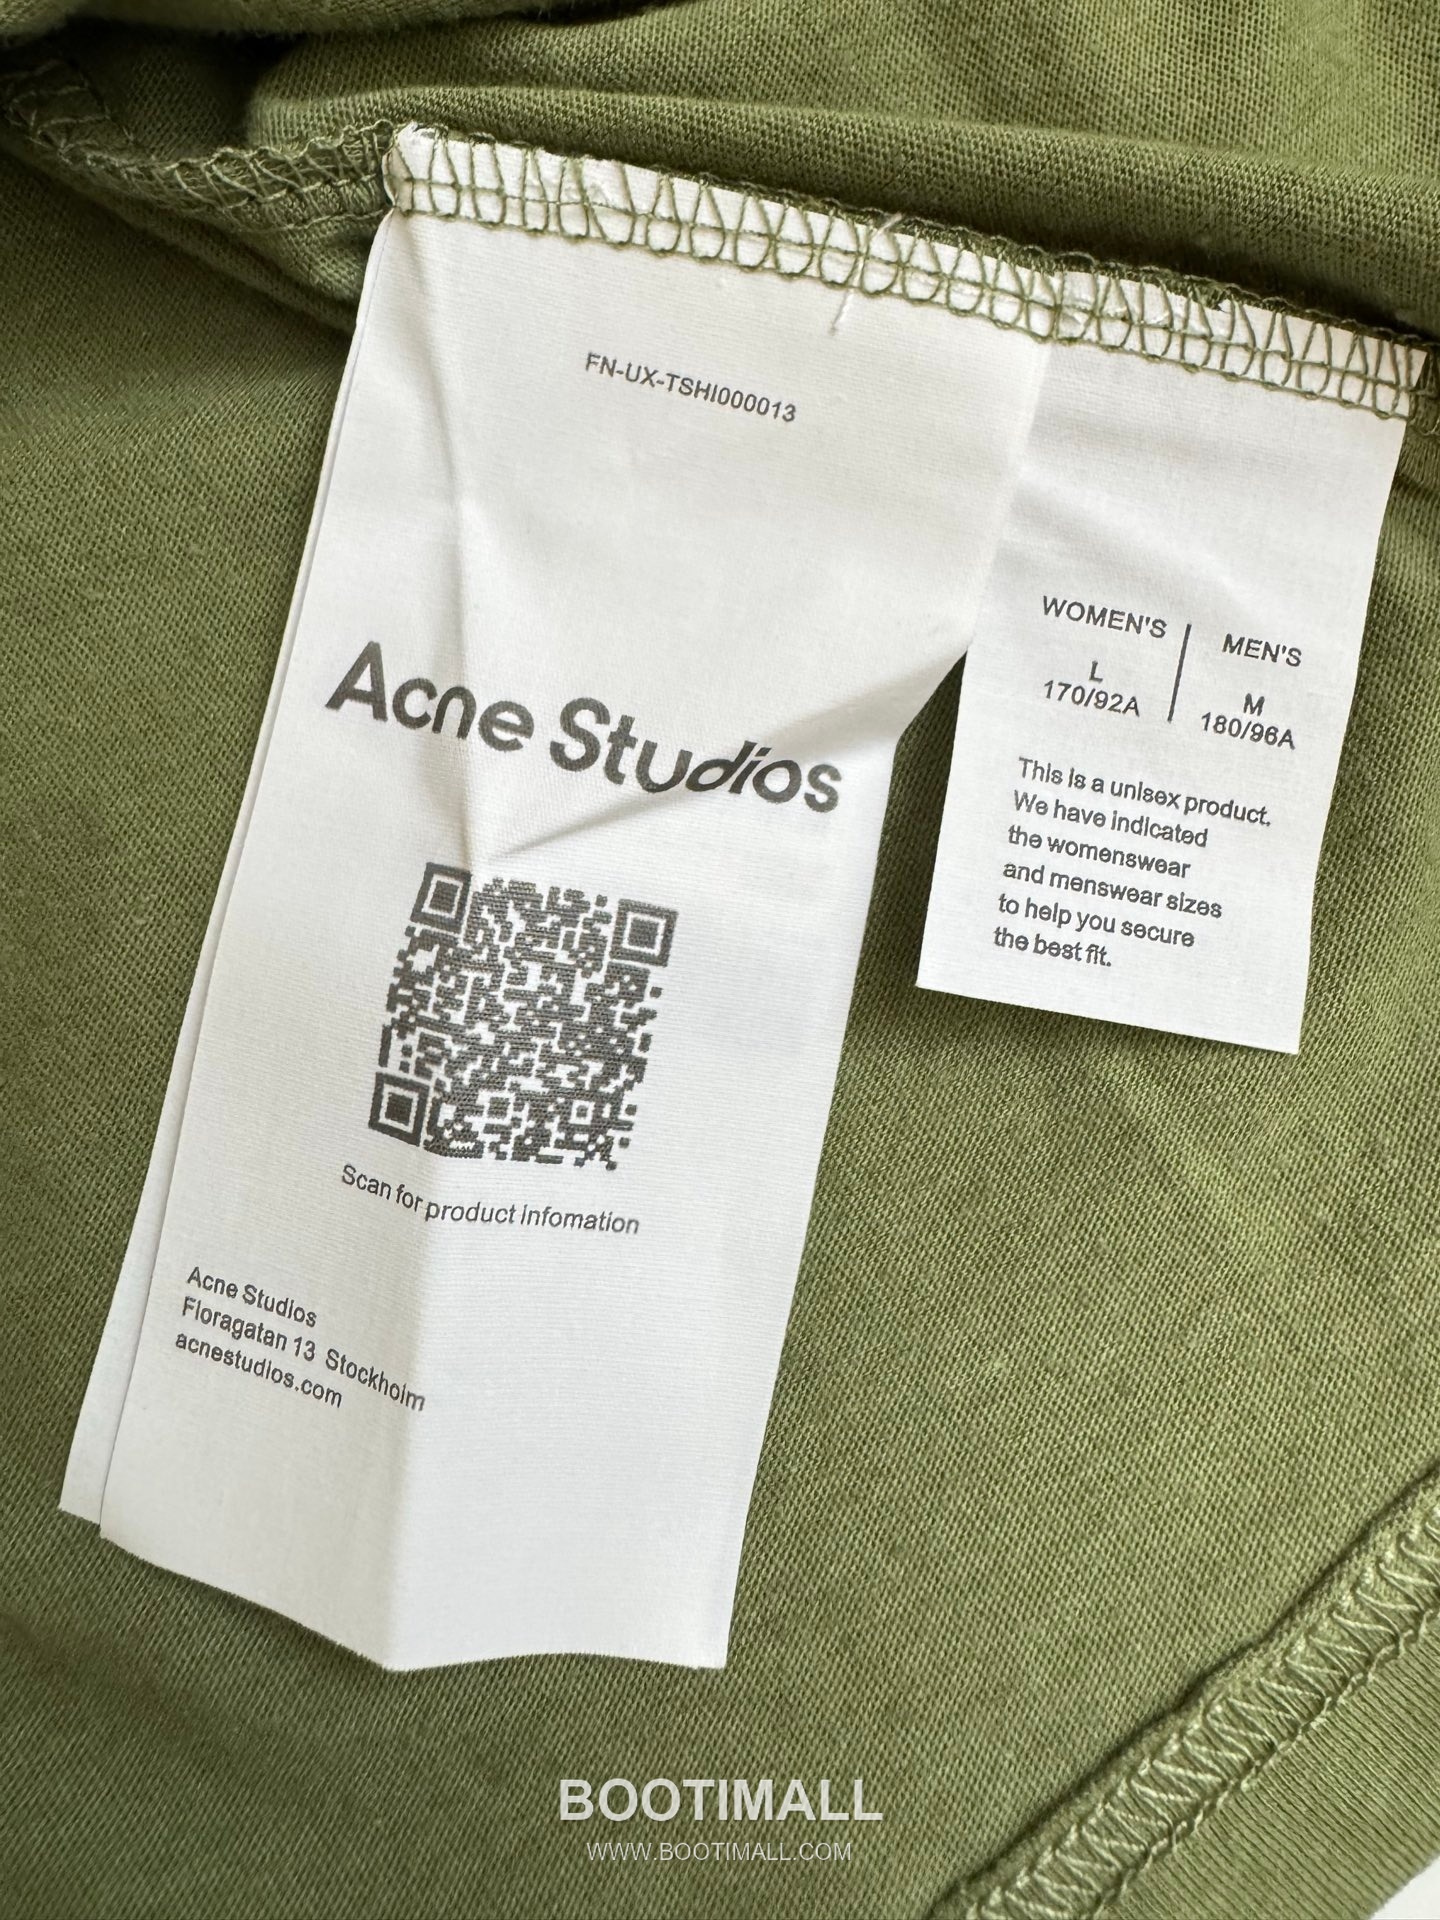 FN-UX-TSHI000013
Acne Studios
Scan for product infomation
Acne Studios
Floragatan 13 Stockholm
acnestudios.com
WOMEN'S
L
170/92A
MEN'S
M
180/96A
This is a unisex product.
We have indicated
the womenswear
and menswear sizes
to help you secure
the best fit.
BOOTIMALL
WWW.BOOTIMALL.COM